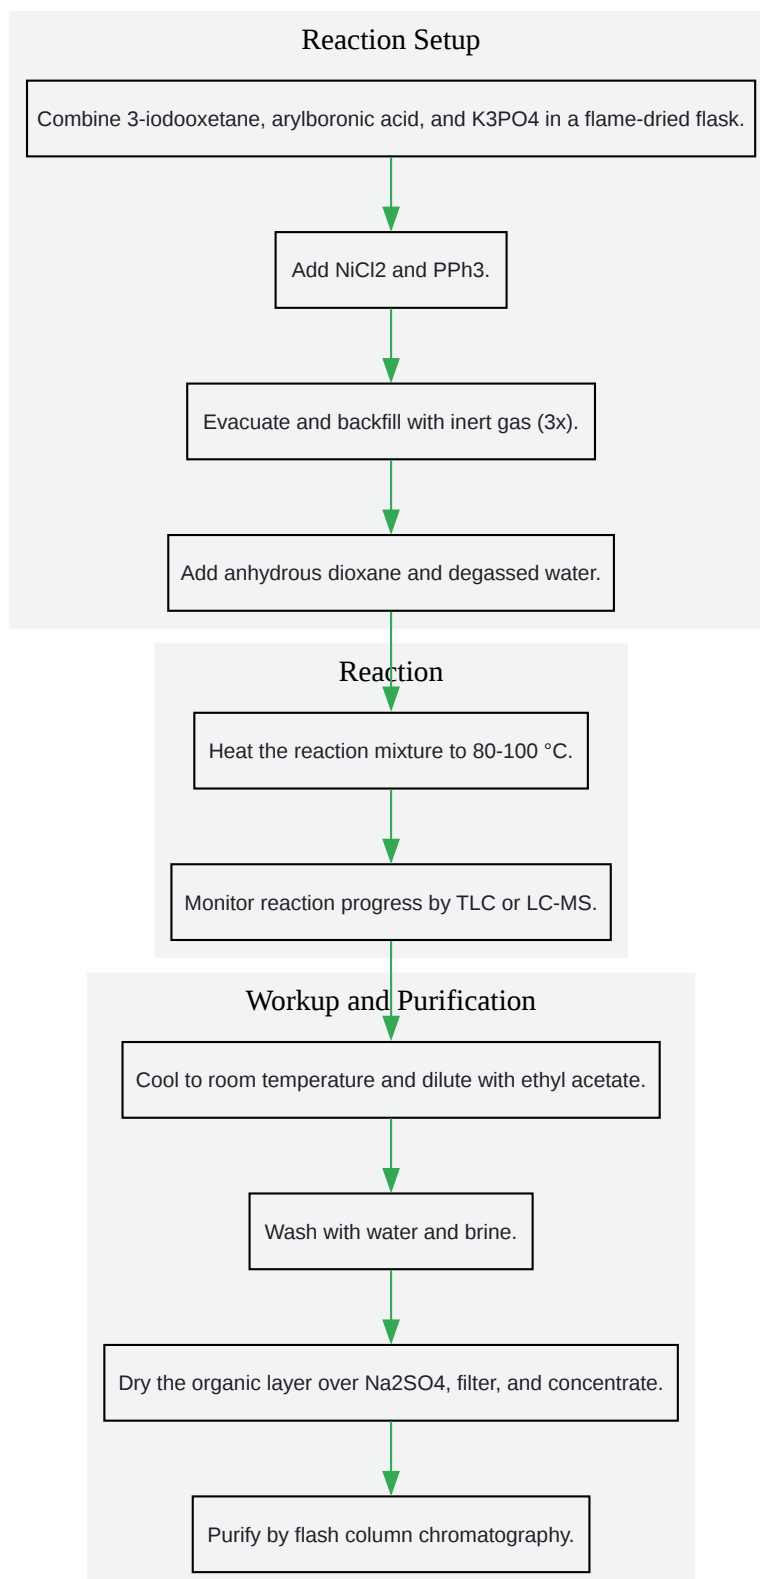 Reaction Setup
Combine 3-iodooxetane, arylboronic acid, and K3PO4 in a flame-dried flask.
Add NiCl2 and PPh3.
Evacuate and backfill with inert gas (3x).
Add anhydrous dioxane and degassed water.
Reaction
Heat the reaction mixture to 80-100 °C.
Monitor reaction progress by TLC or LC-MS.
Workup and Purification
Cool to room temperature and dilute with ethyl acetate.
Wash with water and brine.
Dry the organic layer over Na2SO4, filter, and concentrate.
Purify by flash column chromatography.